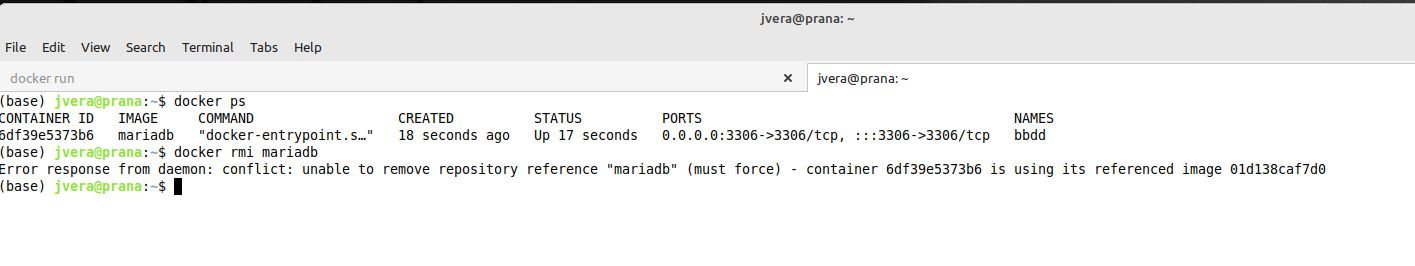 jvera@prana: ~
File Edit View Search Terminal Tabs Help
docker run × jvera@prana: ~
(base) jvera@prana:~$ docker ps
CONTAINER ID IMAGE COMMAND CREATED STATUS PORTS NAMES
6df39e5373b6 mariadb "docker-entrypoint.s…" 18 seconds ago Up 17 seconds 0.0.0.0:3306->3306/tcp, :::3306->3306/tcp bbdd
(base) jvera@prana:~$ docker rmi mariadb
Error response from daemon: conflict: unable to remove repository reference "mariadb" (must force) - container 6df39e5373b6 is using its referenced image 01d138caf7d0
(base) jvera@prana:~$